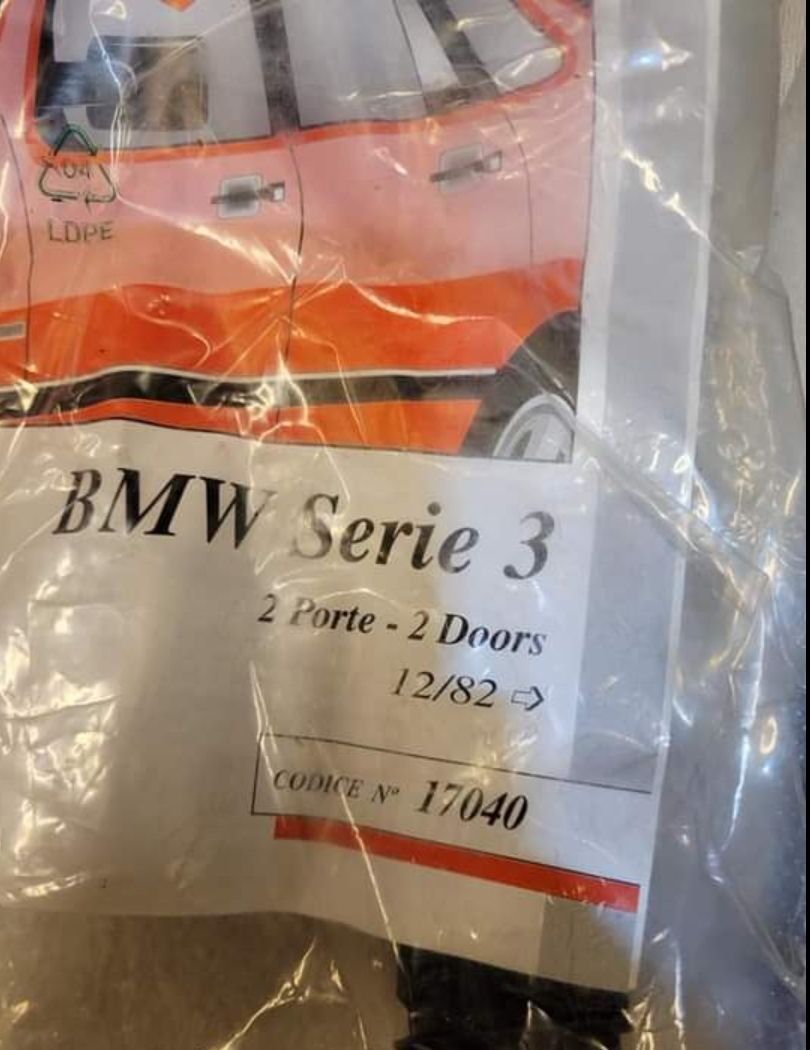 04
LDPE
BMW Serie 3
2 Porte - 2 Doors
12/82 ⇨
CODICE N° 17040